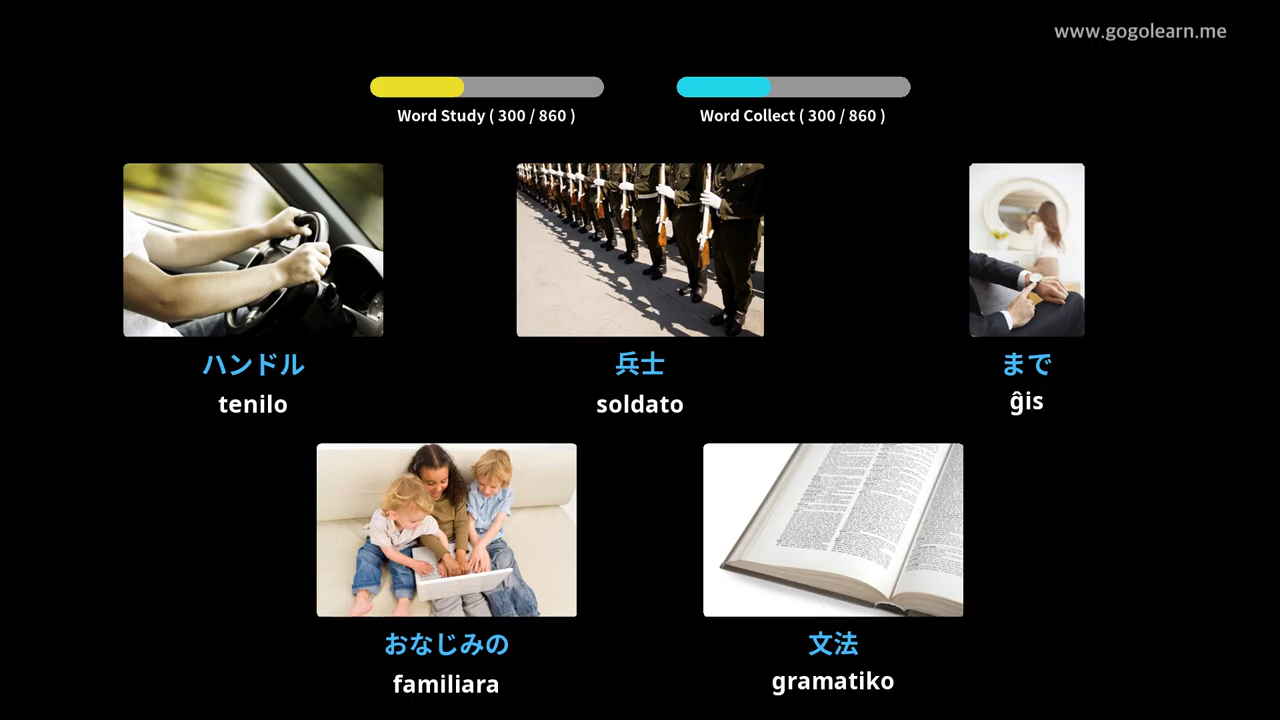 www.gogolearn.me
Word Study ( 300 / 860 )
Word Collect ( 300 / 860 )
ハンドル
tenilo
兵士
soldato
まで
ĝis
おなじみの
familiara
文法
gramatiko